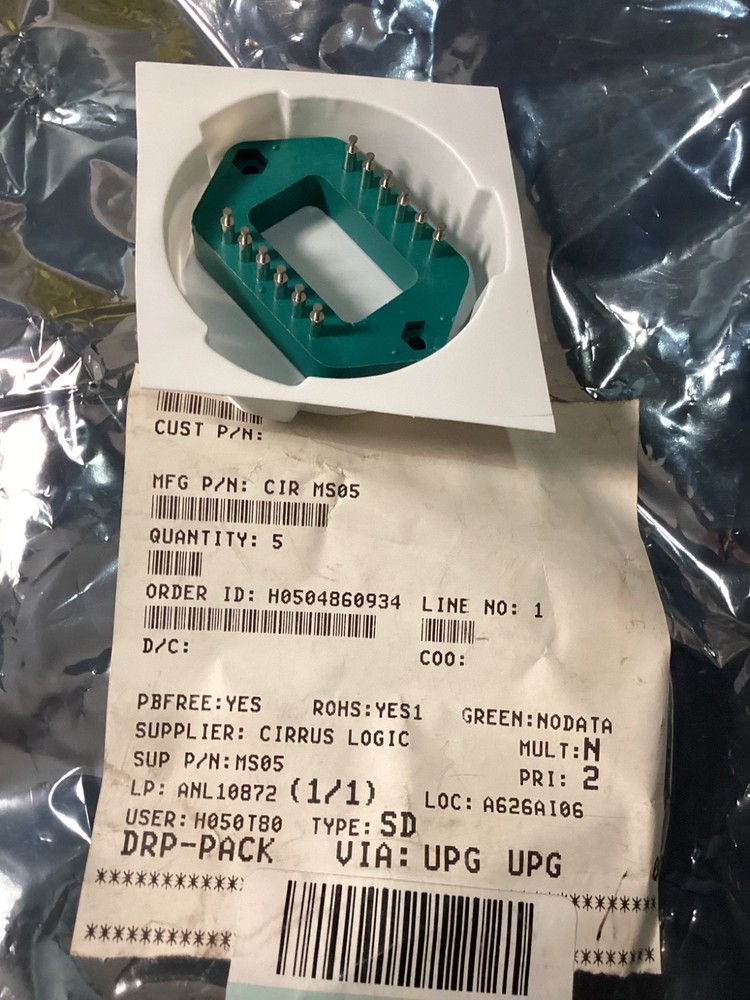 CUST P/N:
MFG P/N: CIR MS05
QUANTITY: 5
ORDER ID: H0504860934 LINE NO: 1
D/C: COO:
PBFREE:YES ROHS:YES1 GREEN:NODATA
SUPPLIER: CIRRUS LOGIC MULT:N
SUP P/N:MS05 PRI: 2
LP: ANL10872 (1/1) LOC: A626AI06
USER: H050T80 TYPE: SD
DRP-PACK VIA: UPG UPG